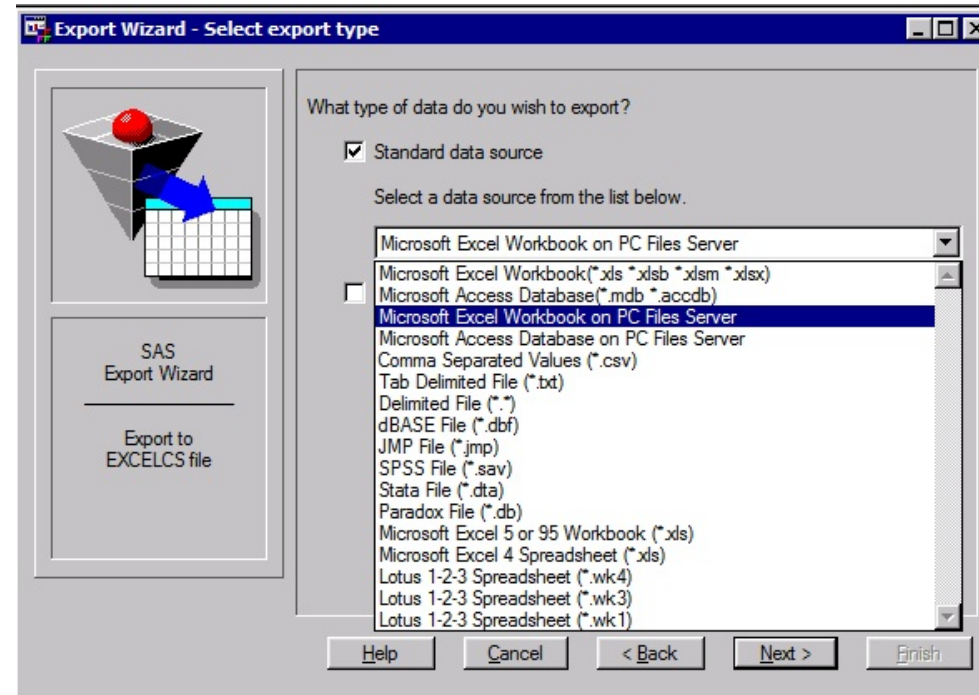 Export Wizard - Select export type
What type of data do you wish to export?
Standard data source
Select a data source from the list below.
Microsoft Excel Workbook on PC Files Server
Microsoft Excel Workbook(*.xls *.xlsb *.xlsm *.xlsx)
Microsoft Access Database(*.mdb *.accdb)
Microsoft Excel Workbook on PC Files Server
Microsoft Access Database on PC Files Server
Comma Separated Values (*.csv)
Tab Delimited File (*.txt)
Delimited File (*.*)
dBASE File (*.dbf)
JMP File (*.jmp)
SPSS File (*.sav)
Stata File (*.dta)
Paradox File (*.db)
Microsoft Excel 5 or 95 Workbook (*.xls)
Microsoft Excel 4 Spreadsheet (*.xls)
Lotus 1-2-3 Spreadsheet (*.wk4)
Lotus 1-2-3 Spreadsheet (*.wk3)
Lotus 1-2-3 Spreadsheet (*.wk1)
SAS
Export Wizard
Export to
EXCELCS file
Help Cancel < Back Next > Finish